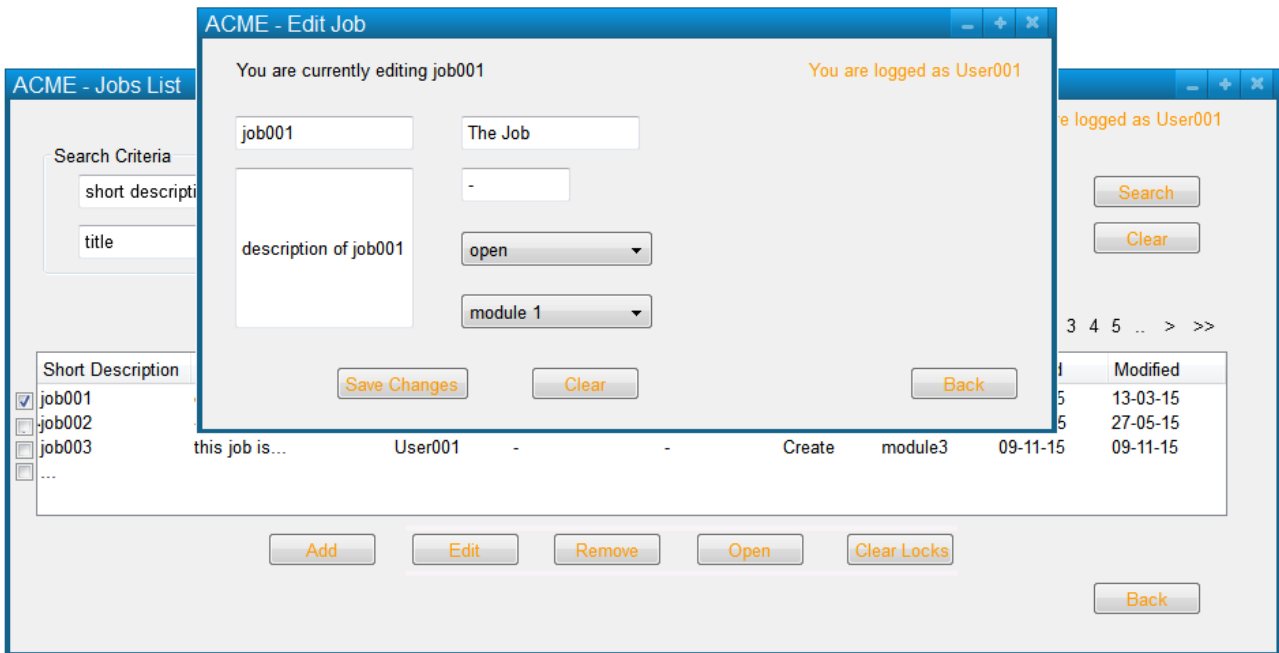 ACME - Edit Job
You are currently editing job001
You are logged as User001
job001
The Job
description of job001
-
open
module 1
Save Changes
Clear
Back
ACME - Jobs List
logged as User001
Search Criteria
short
title
Search
Clear
3 4 5 .. > >>
Short Description
Modified
job001
13-03-15
job002
27-05-15
job003 this job is... User001 - - Create module3 09-11-15 09-11-15
...
Add
Edit
Remove
Open
Clear Locks
Back